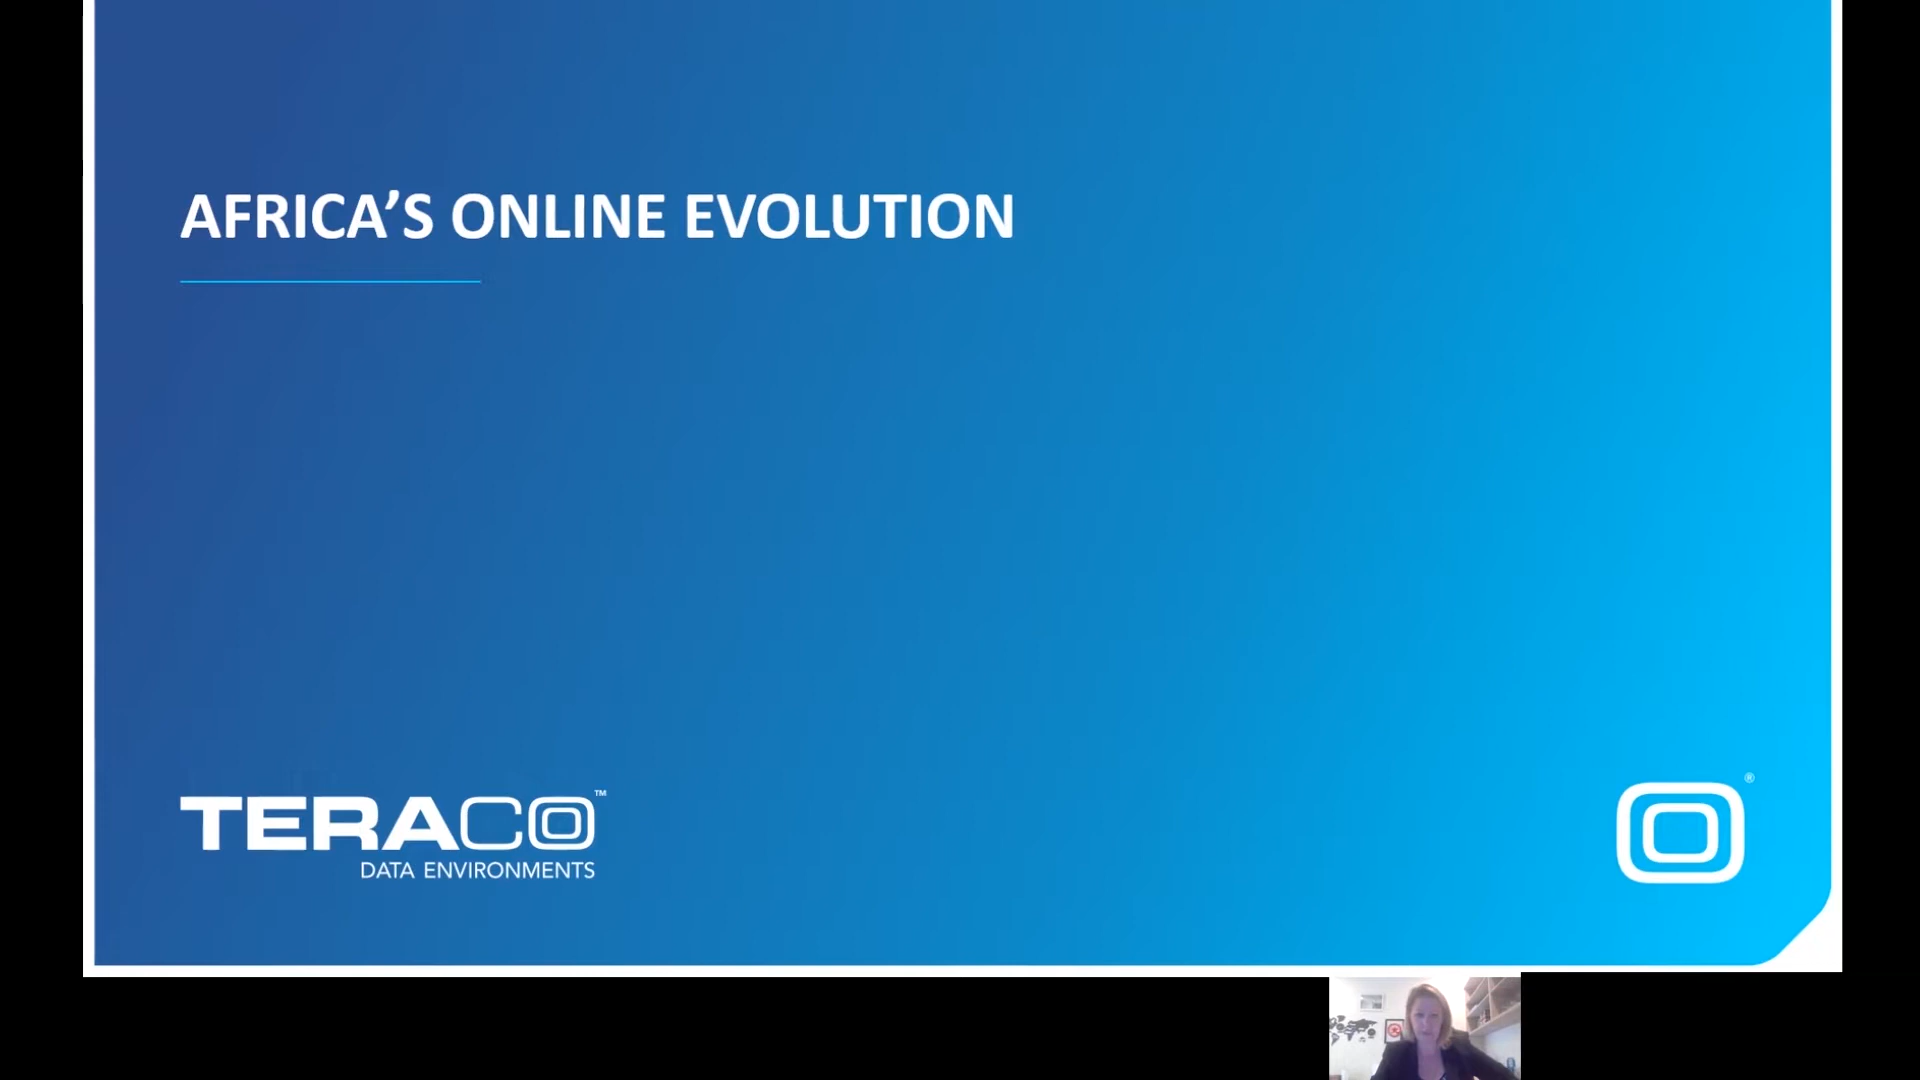 AFRICA’S ONLINE EVOLUTION
TERACO™
DATA ENVIRONMENTS
®